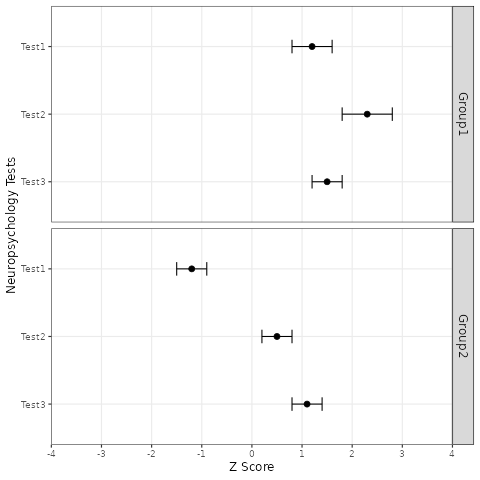 Neuropsychology Tests
Test1
Test2
Test3
Group1
Test1
Test2
Test3
Group2
-4 -3 -2 -1 0 1 2 3 4
Z Score